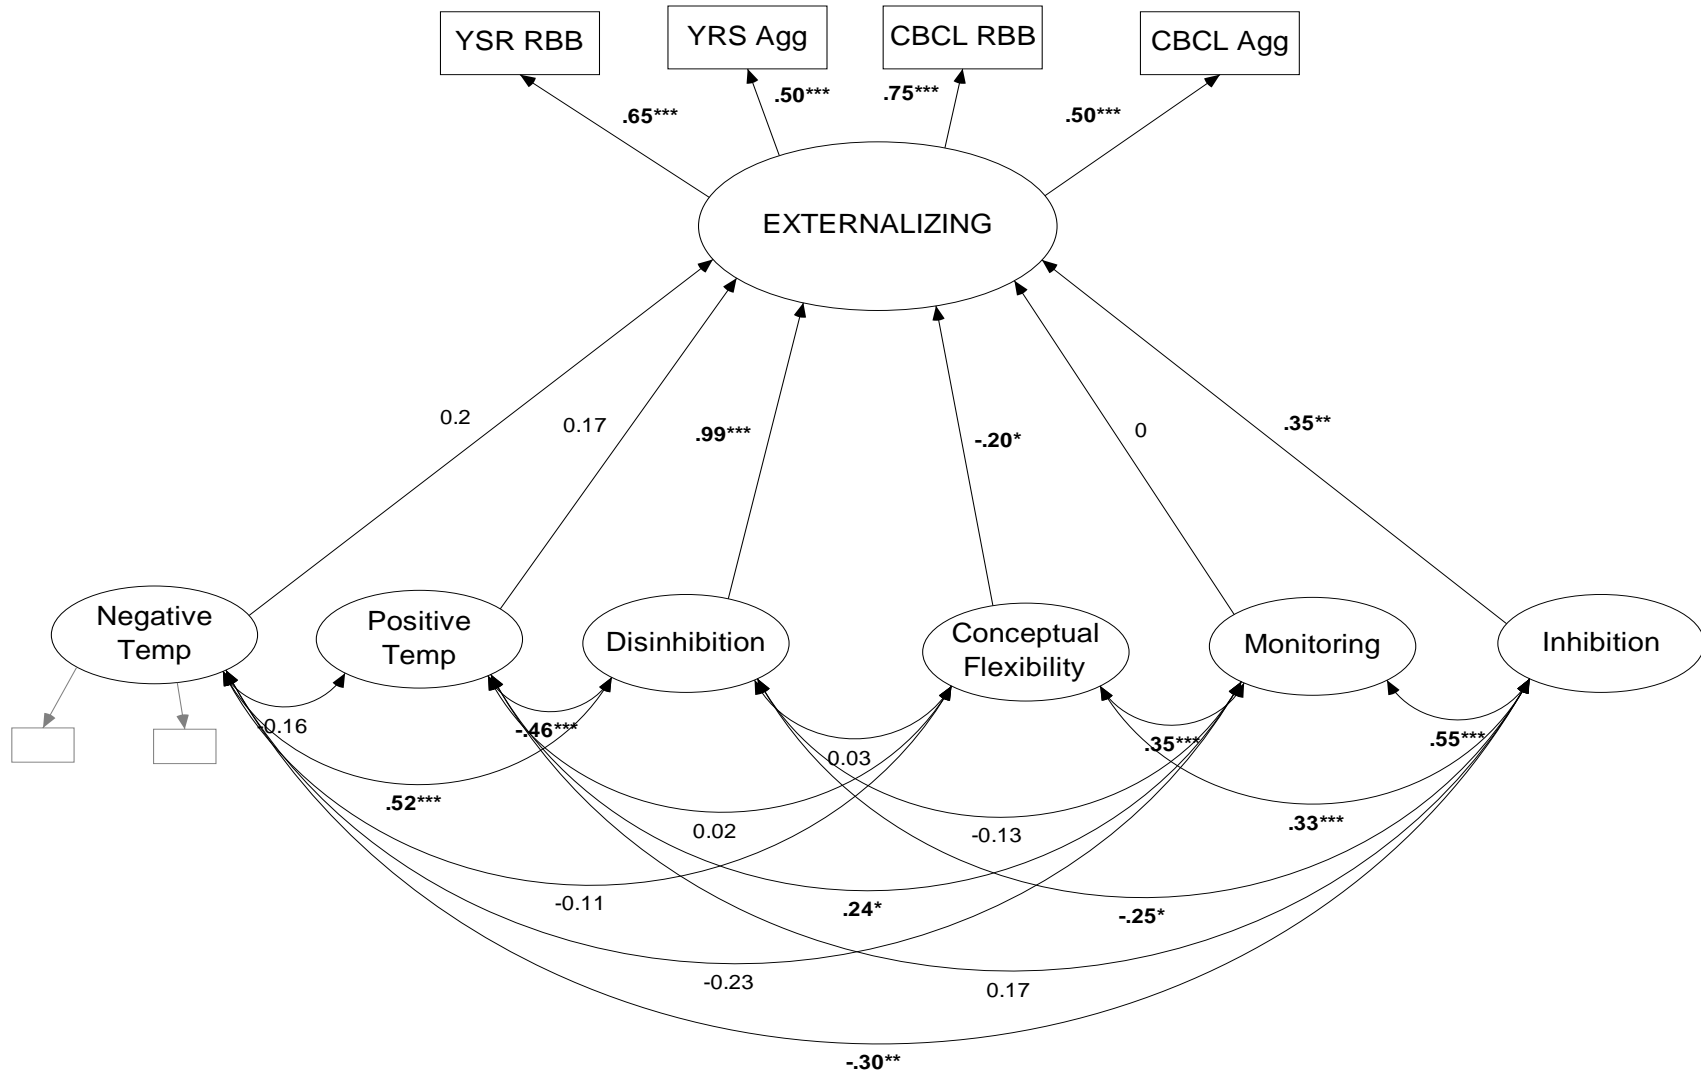 YSR RBB
YRS Agg
CBCL RBB
CBCL Agg
.65***
.50***
.75***
.50***
EXTERNALIZING
0.2
0.17
.99***
-.20*
0
.35**
Negative
Temp
Positive
Temp
Disinhibition
Conceptual
Flexibility
Monitoring
Inhibition
-0.16
-.46***
0.03
.35***
.55***
.52***
0.02
-0.13
.33***
-0.11
.24*
-.25*
-0.23
0.17
-.30**